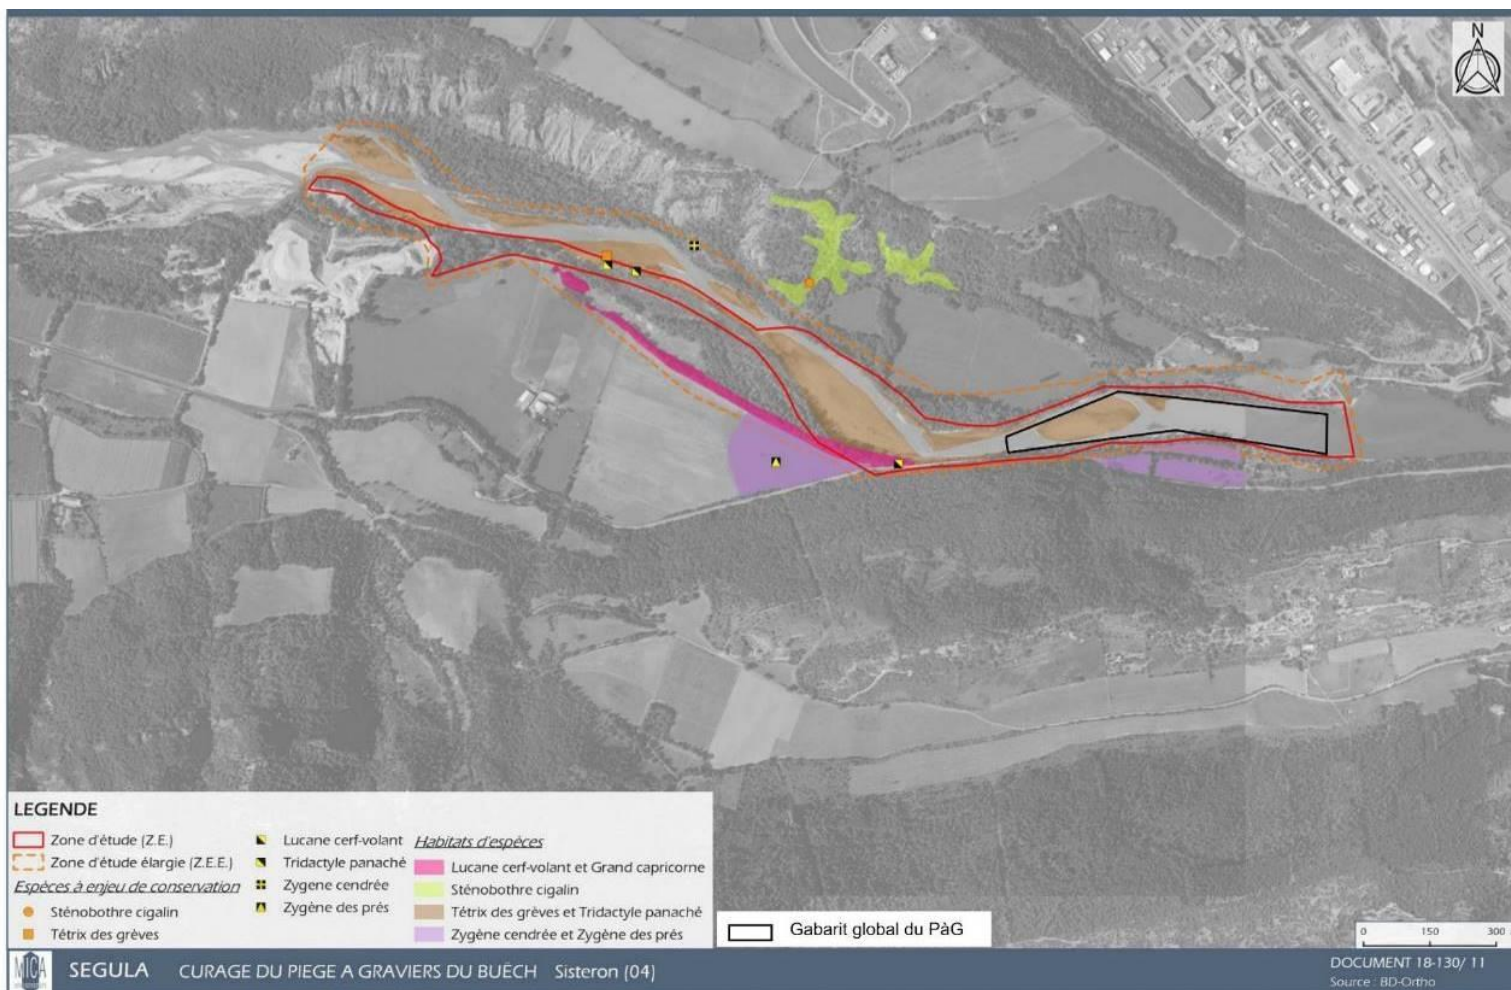 N
LEGENDE
Zone d'étude (Z.E.)
Zone d'étude élargie (Z.E.E.)
Espèces à enjeu de conservation
Sténobothre cigalin
Tétrix des grèves
Lucane cerf-volant
Tridactyle panaché
Zygene cendrée
Zygène des prés
Habitats d'espèces
Lucane cerf-volant et Grand capricorne
Sténobothre cigalin
Tétrix des grèves et Tridactyle panaché
Zygène cendrée et Zygène des prés
Gabarit global du PàG
0 150 300
MICA
SEGULA CURAGE DU PIEGE A GRAVIERS DU BUËCH Sisteron (04)
DOCUMENT 18-130/ 11
Source : BD-Ortho